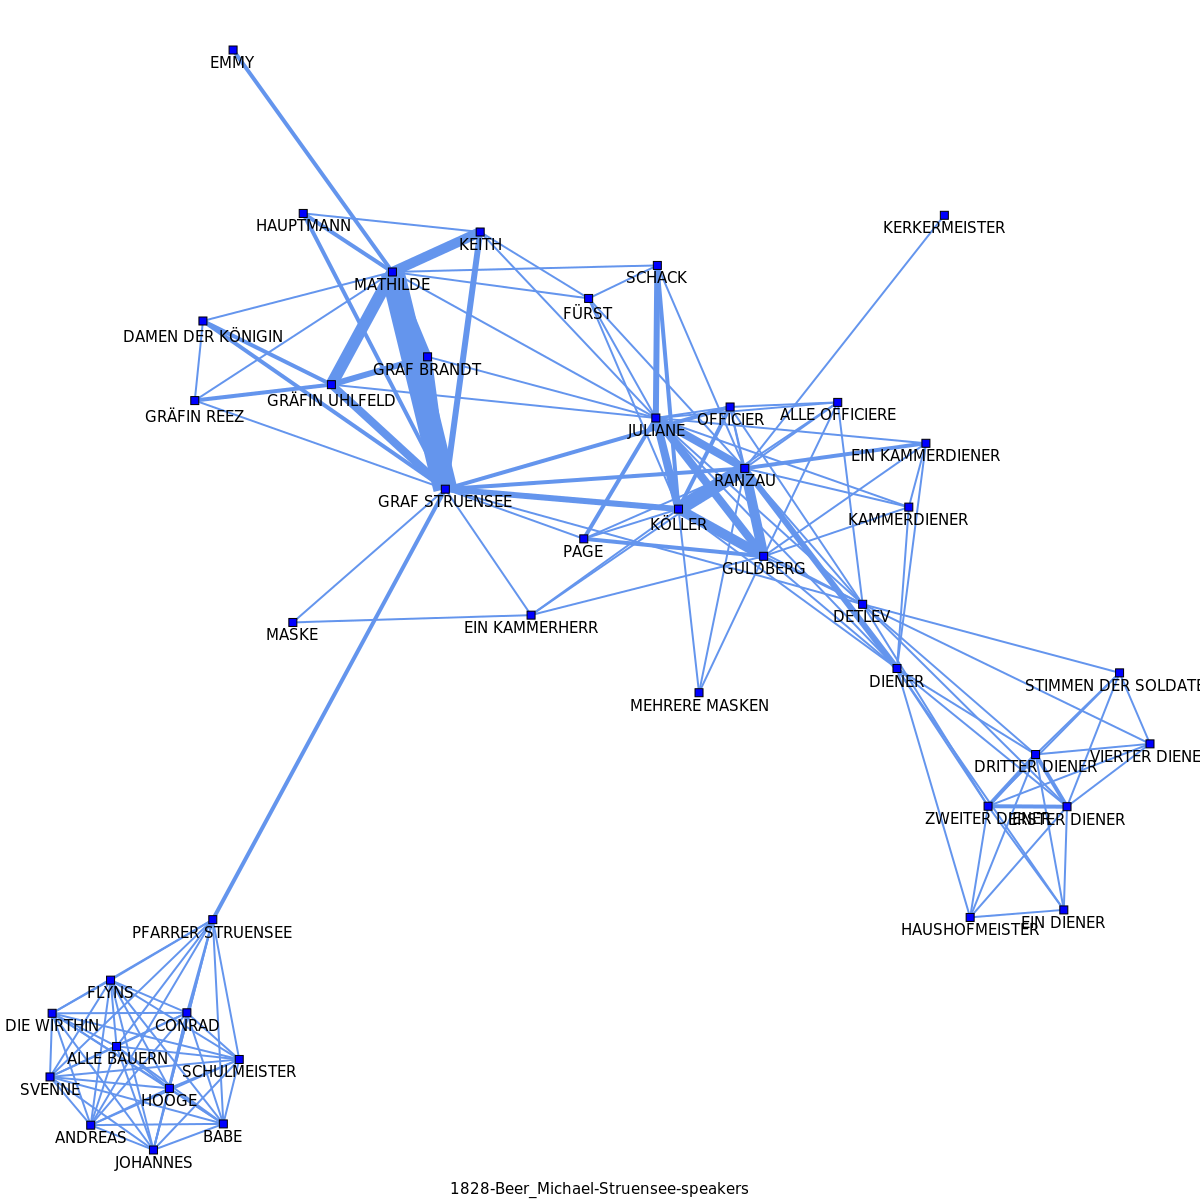 EMMY
HAUPTMANN
KERKERMEISTER
KEITH
SCHACK
MATHILDE
FÜRST
DAMEN DER KÖNIGIN
GRAF BRANDT
GRÄFIN UHLFELD
GRÄFIN REEZ
OFFICIER
ALLE OFFICIERE
JULIANE
EIN KAMMERDIENER
RANZAU
GRAF STRUENSEE
KÖLLER
KAMMERDIENER
PAGE
GULDBERG
DETLEV
MASKE
EIN KAMMERHERR
DIENER
STIMMEN DER SOLDATE
MEHRERE MASKEN
VIERTER DIENE
DRITTER DIENER
ZWEITER DIENER
ERSTER DIENER
HAUSHOFMEISTER
EIN DIENER
PFARRER STRUENSEE
FLYNS
DIE WIRTHIN
CONRAD
ALLE BAUERN
SCHULMEISTER
SVENNE
HOOGE
ANDREAS
BABE
JOHANNES
1828-Beer_Michael-Struensee-speakers